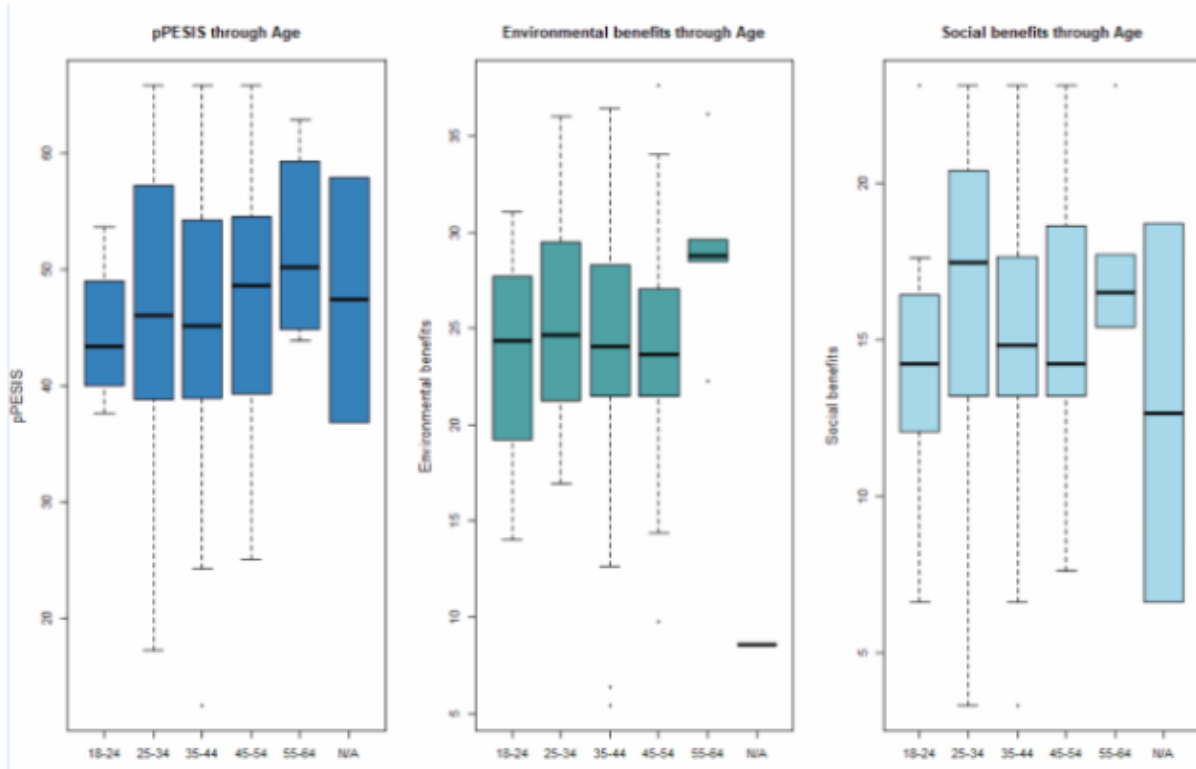 pPESIS through Age
pPESIS
60
50
40
30
20
18-24 25-34 35-44 45-54 55-64 N/A
Environmental benefits through Age
Environmental benefits
35
30
25
20
15
10
5
18-24 25-34 35-44 45-54 55-64 N/A
Social benefits through Age
Social benefits
20
15
10
5
18-24 25-34 35-44 45-54 55-64 N/A